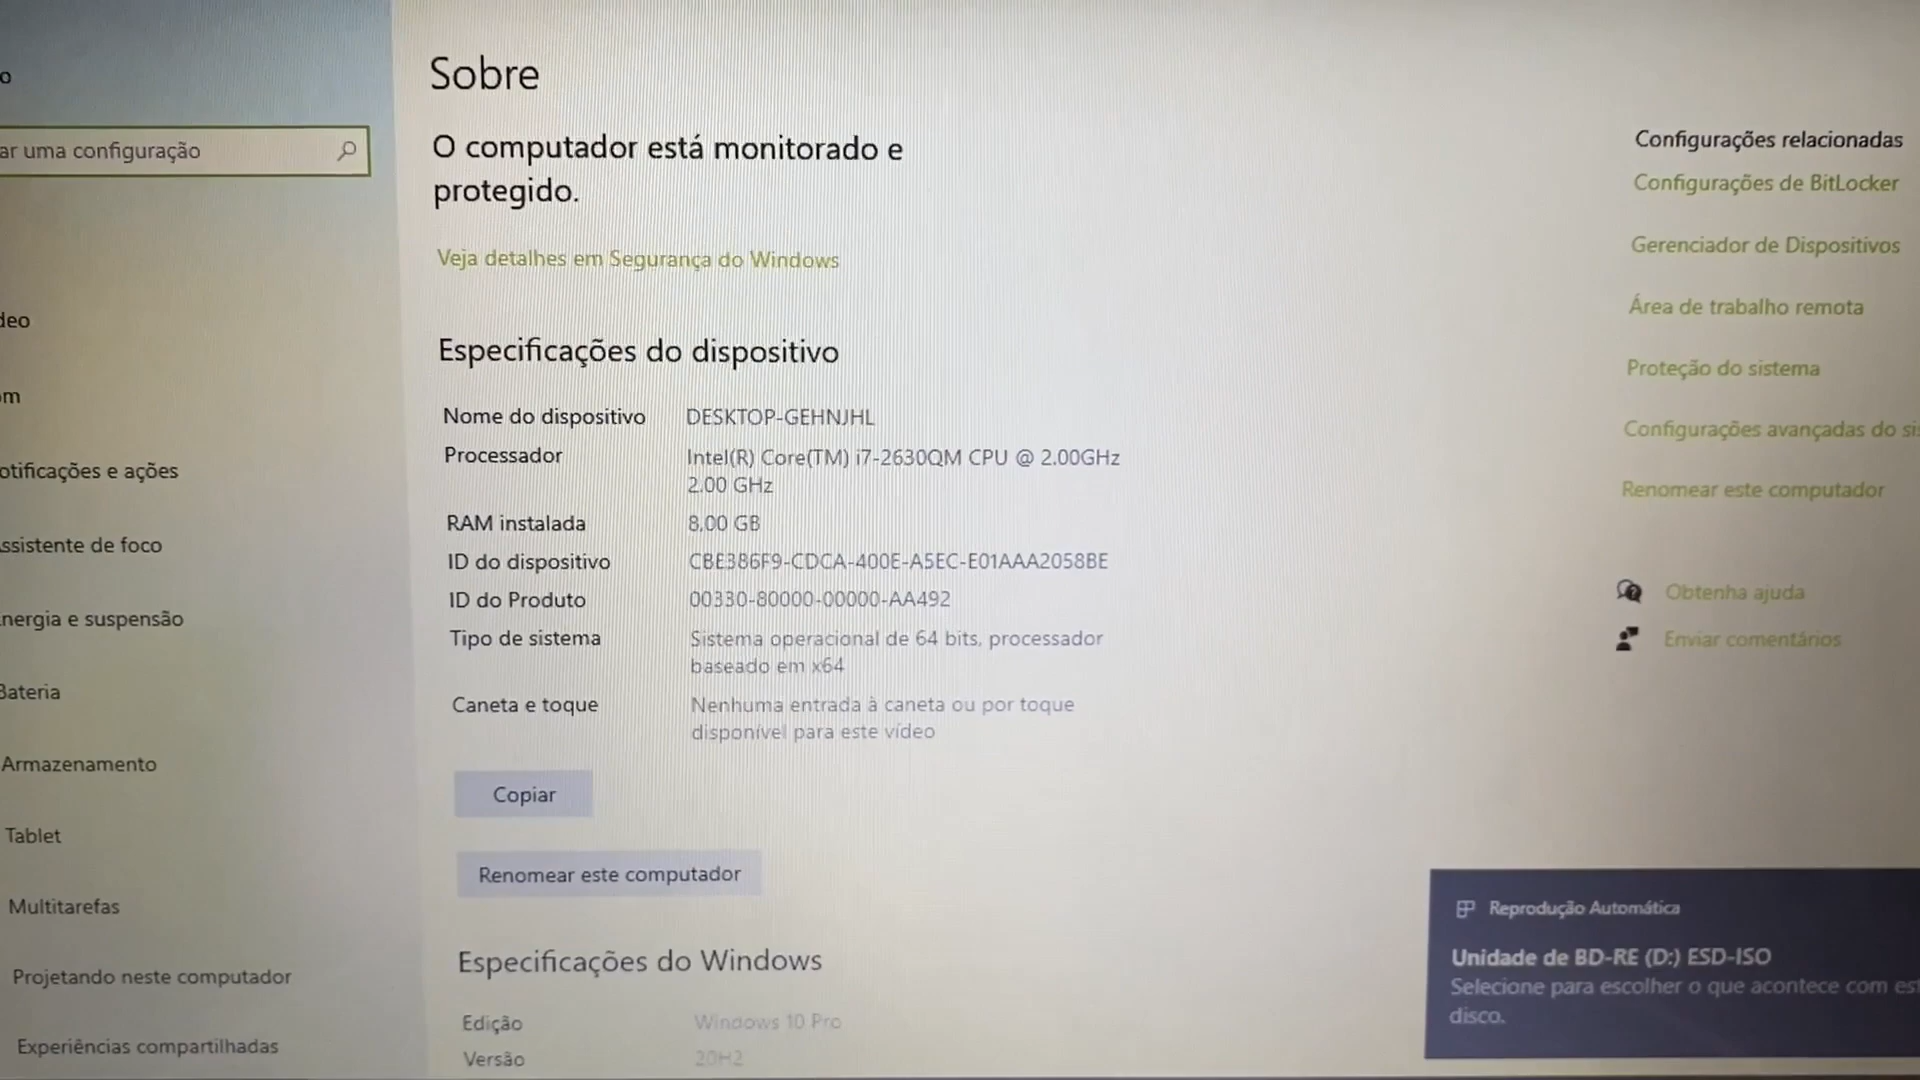 o
ar uma configuração
deo
om
otificações e ações
ssistente de foco
nergia e suspensão
Bateria
Armazenamento
Tablet
Multitarefas
Projetando neste computador
Experiências compartilhadas
Sobre
O computador está monitorado e
protegido.
Veja detalhes em Segurança do Windows
Especificações do dispositivo
Nome do dispositivo DESKTOP-GEHNJHL
Processador Intel(R) Core(TM) i7-2630QM CPU @ 2.00GHz
2.00 GHz
RAM instalada 8,00 GB
ID do dispositivo CBE386F9-CDCA-400E-A5EC-E01AAA2058BE
ID do Produto 00330-80000-00000-AA492
Tipo de sistema Sistema operacional de 64 bits, processador
baseado em x64
Caneta e toque Nenhuma entrada à caneta ou por toque
disponível para este vídeo
Copiar
Renomear este computador
Especificações do Windows
Edição Windows 10 Pro
Versão 20H2
Configurações relacionadas
Configurações de BitLocker
Gerenciador de Dispositivos
Área de trabalho remota
Proteção do sistema
Configurações avançadas do sis
Renomear este computador
Obtenha ajuda
Enviar comentários
Reprodução Automática
Unidade de BD-RE (D:) ESD-ISO
Selecione para escolher o que acontece com est
disco.